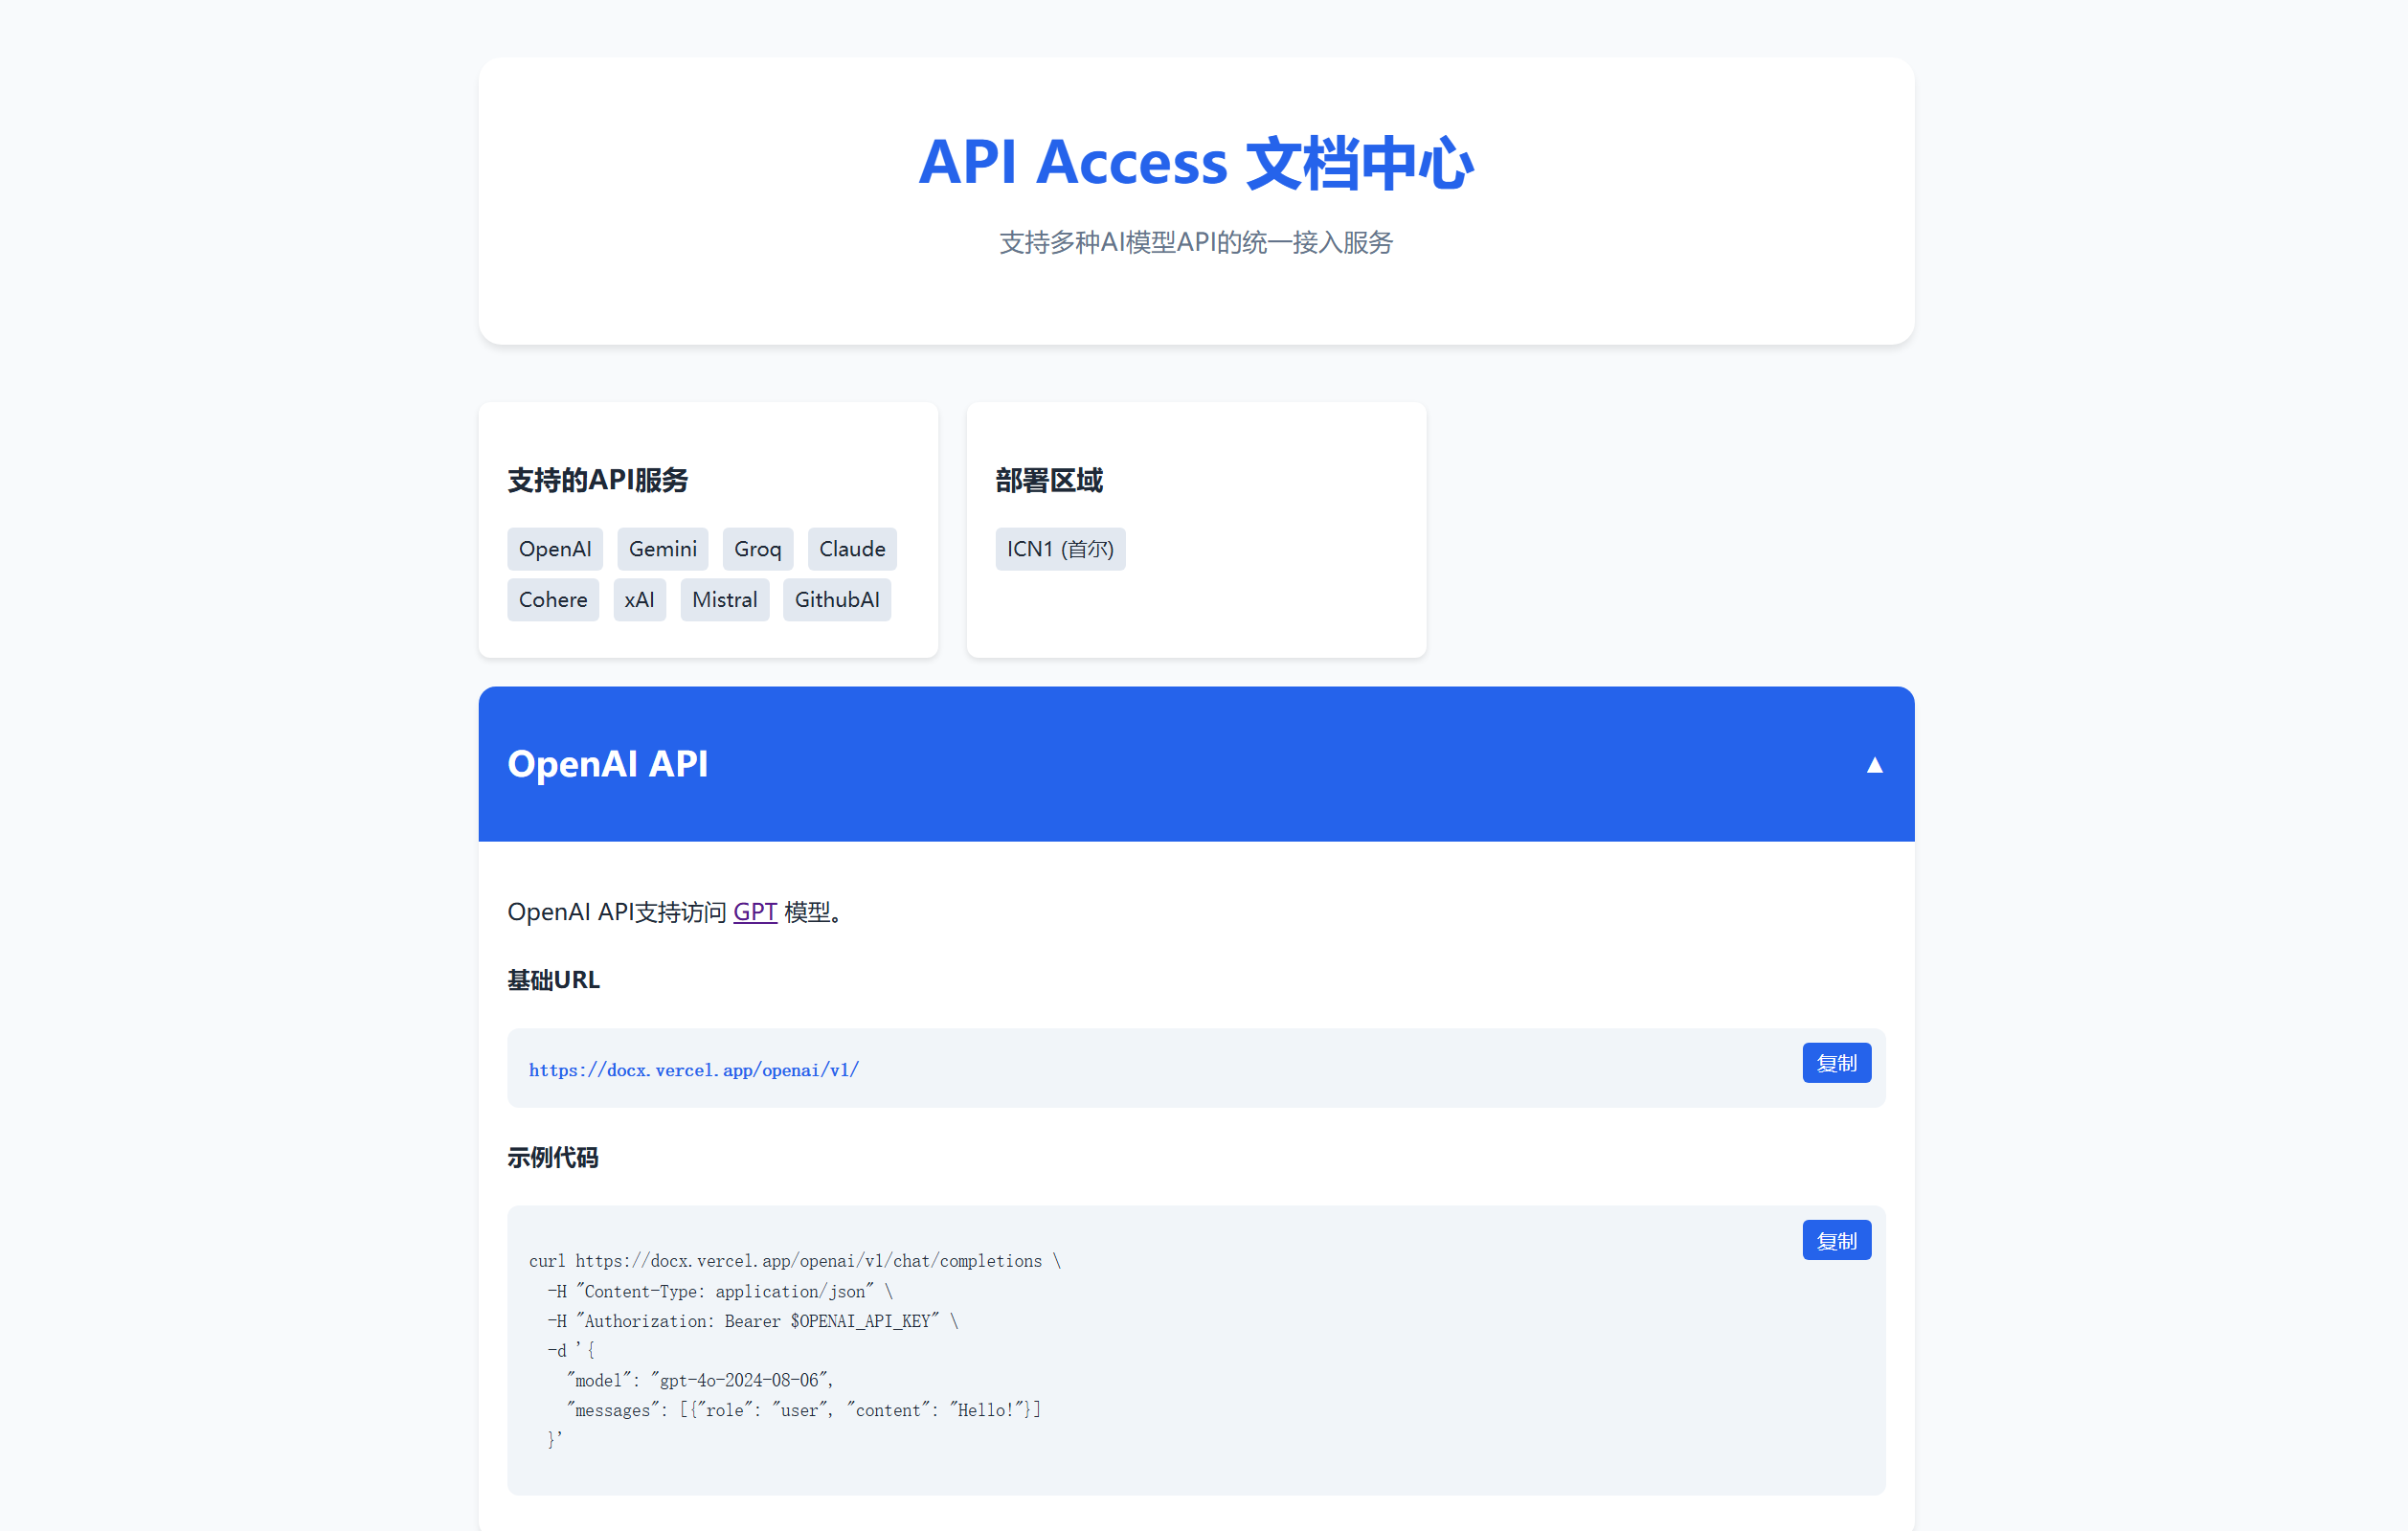 API Access 文档中心
支持多种AI模型API的统一接入服务
支持的API服务
OpenAI Gemini Groq Claude
Cohere xAI Mistral GithubAI
部署区域
ICN1 (首尔)
OpenAI API ▲
OpenAI API支持访问 GPT 模型。
基础URL
https://docx.vercel.app/openai/v1/
复制
示例代码
复制
curl https://docx.vercel.app/openai/v1/chat/completions \
  -H "Content-Type: application/json" \
  -H "Authorization: Bearer $OPENAI_API_KEY" \
  -d '{
    "model": "gpt-4o-2024-08-06",
    "messages": [{"role": "user", "content": "Hello!"}]
  }'